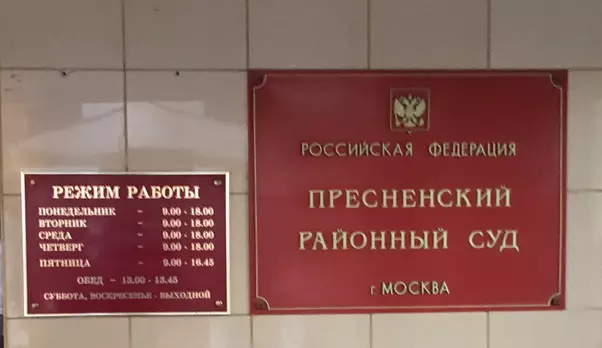 РЕЖИМ РАБОТЫ
ПОНЕДЕЛЬНИК - 9.00 - 18.00
ВТОРНИК - 9.00 - 18.00
СРЕДА - 9.00 - 18.00
ЧЕТВЕРГ - 9.00 - 18.00
ПЯТНИЦА - 9.00 - 16.45
ОБЕД - 13.00 - 13.45
СУББОТА, ВОСКРЕСЕНЬЕ - ВЫХОДНОЙ
РОССИЙСКАЯ ФЕДЕРАЦИЯ
ПРЕСНЕНСКИЙ
РАЙОННЫЙ СУД
г. МОСКВА